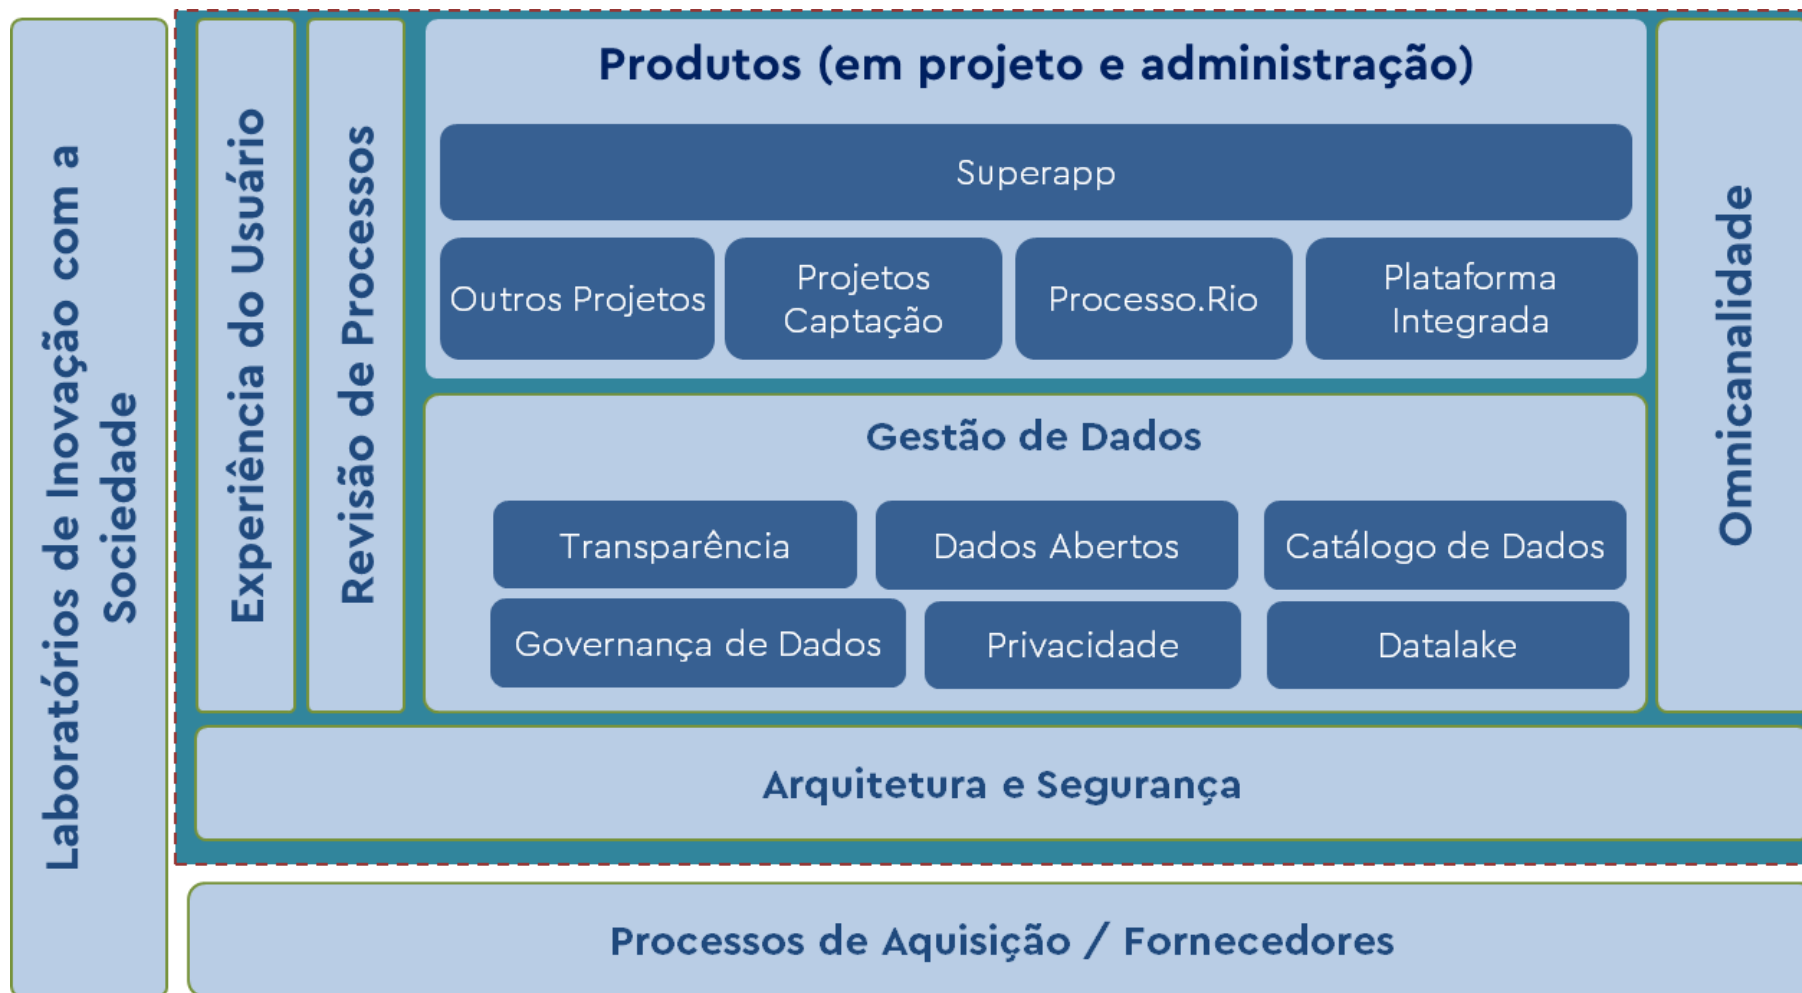 Laboratórios de Inovação com a
Sociedade
Experiência do Usuário
Revisão de Processos
Produtos (em projeto e administração)
Superapp
Outros Projetos
Projetos
Captação
Processo.Rio
Plataforma
Integrada
Gestão de Dados
Transparência
Dados Abertos
Catálogo de Dados
Governança de Dados
Privacidade
Datalake
Omnicanalidade
Arquitetura e Segurança
Processos de Aquisição / Fornecedores